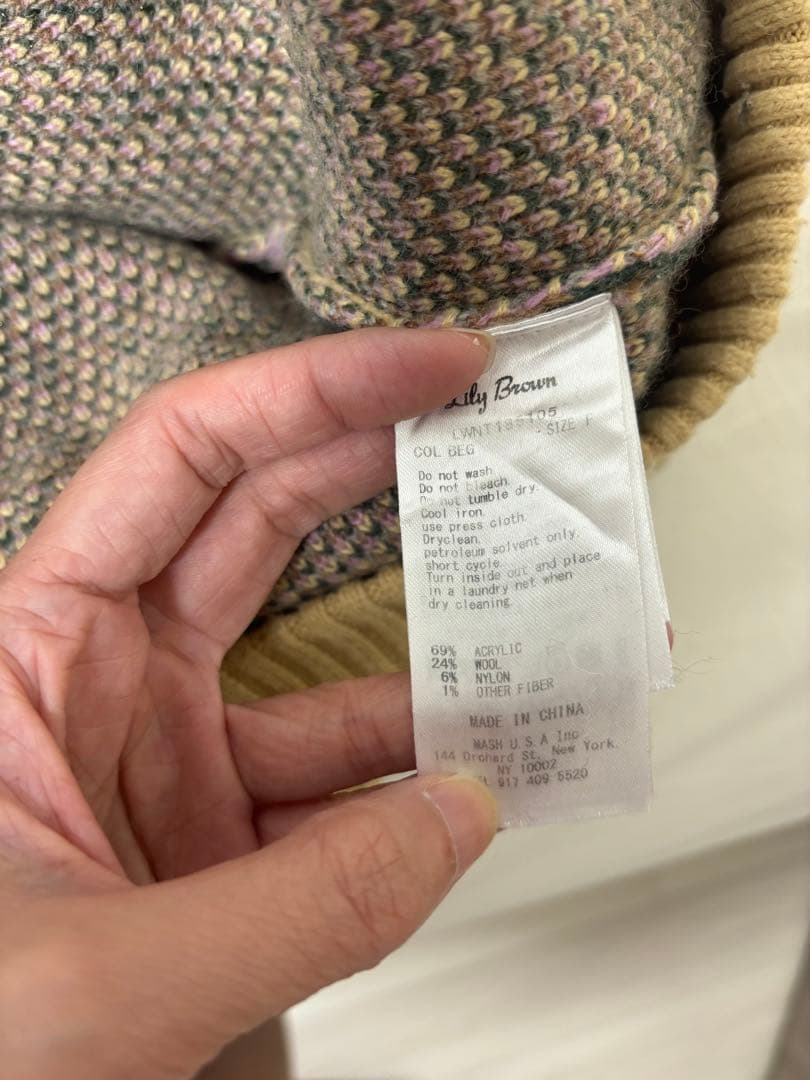 Lily Brown
SIZE F
COL BEG
Do not wash.
Do not bleach.
Do not tumble dry.
Cool iron.
use press cloth.
Dryclean.
petroleum solvent only.
short cycle.
Turn inside out and place
in a laundry net when
dry cleaning.
69% ACRYLIC
24% WOOL
6% NYLON
1% OTHER FIBER
MADE IN CHINA
MASH U.S.A Inc
144 Orchard St. New York.
NY 10002
917 409 5520